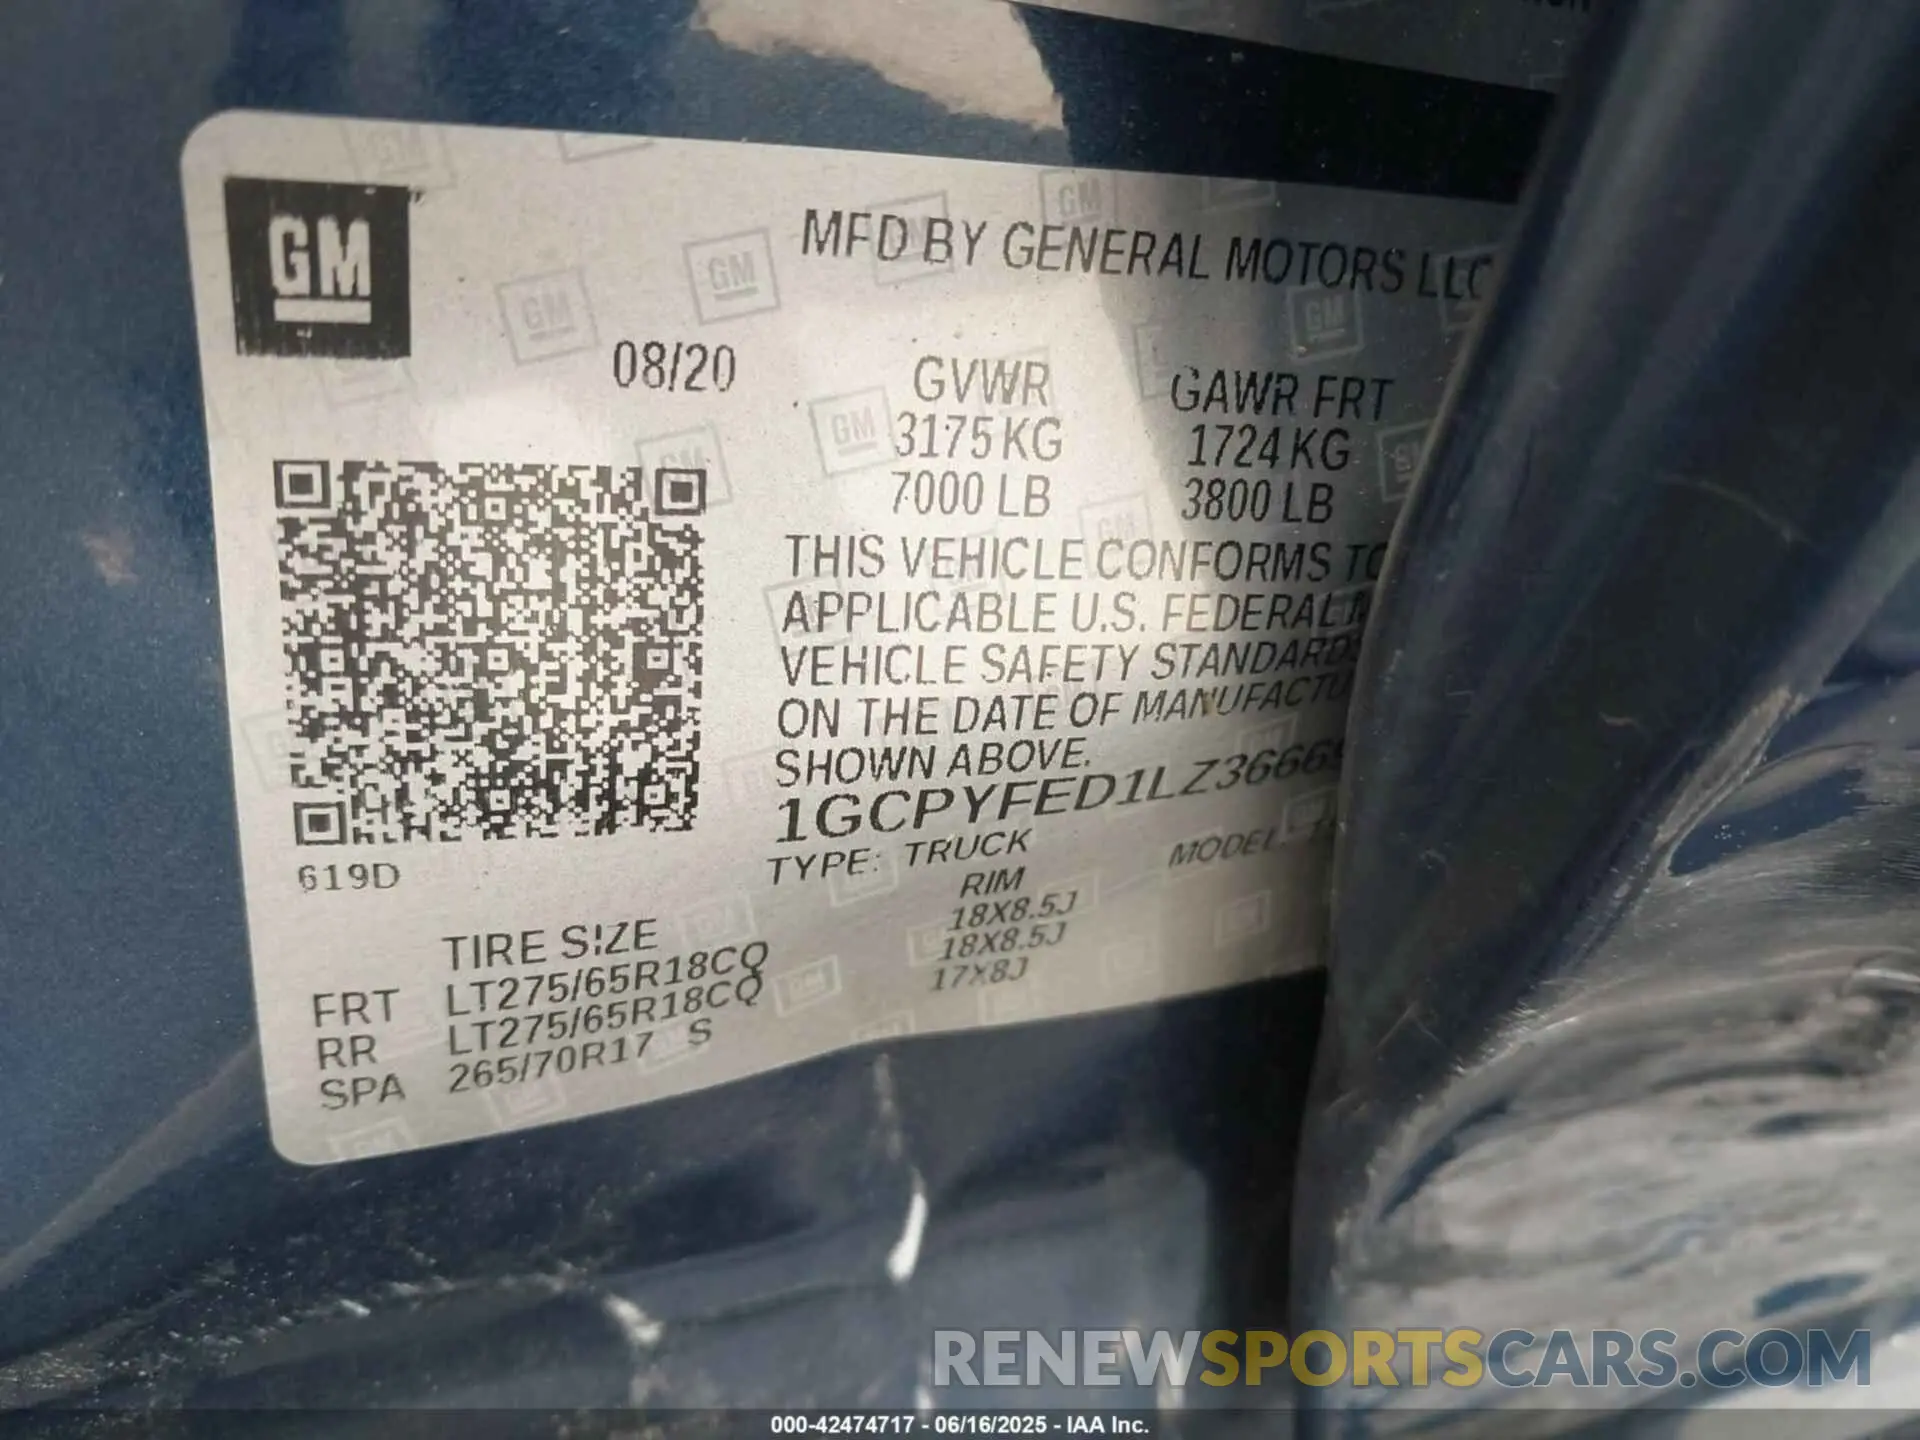 GM
MFD BY GENERAL MOTORS LLC
08/20
GVWR GAWR FRT
3175 KG 1724 KG
7000 LB 3800 LB
THIS VEHICLE CONFORMS TO
APPLICABLE U.S. FEDERAL
VEHICLE SAFETY STANDARDS
ON THE DATE OF MANUFACTU
SHOWN ABOVE.
1GCPYFED1LZ36669
TYPE: TRUCK MODEL:
619D
TIRE SIZE RIM
FRT LT275/65R18CQ 18X8.5J
RR LT275/65R18CQ 18X8.5J
SPA 265/70R17 S 17X8J
RENEWSPORTSCARS.COM
000-42474717 - 06/16/2025 - IAA Inc.